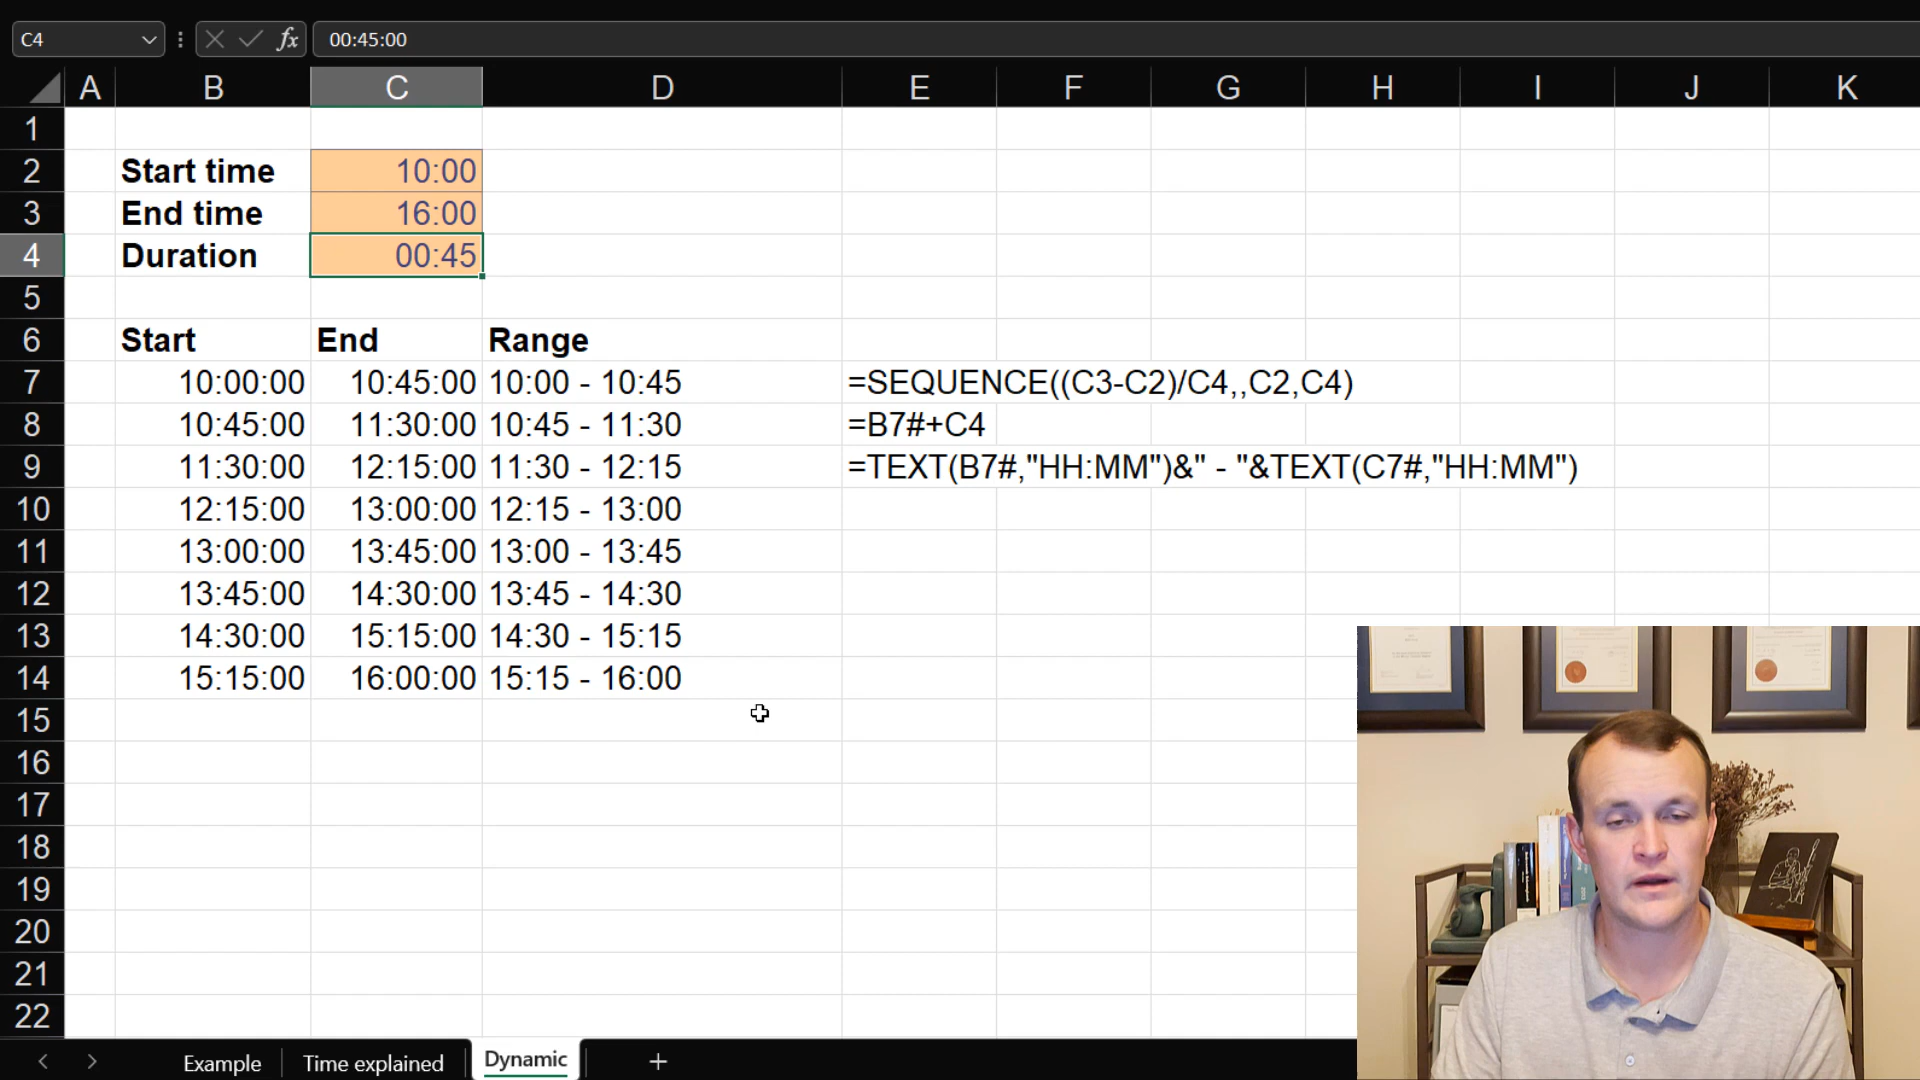 C4 fx 00:45:00
A B C D E F G H I J K
1
2 Start time 10:00
3 End time 16:00
4 Duration 00:45
5
6 Start End Range
7 10:00:00 10:45:00 10:00 - 10:45 =SEQUENCE((C3-C2)/C4,,C2,C4)
8 10:45:00 11:30:00 10:45 - 11:30 =B7#+C4
9 11:30:00 12:15:00 11:30 - 12:15 =TEXT(B7#,"HH:MM")&" - "&TEXT(C7#,"HH:MM")
10 12:15:00 13:00:00 12:15 - 13:00
11 13:00:00 13:45:00 13:00 - 13:45
12 13:45:00 14:30:00 13:45 - 14:30
13 14:30:00 15:15:00 14:30 - 15:15
14 15:15:00 16:00:00 15:15 - 16:00
15
16
17
18
19
20
21
22
Example Time explained Dynamic +